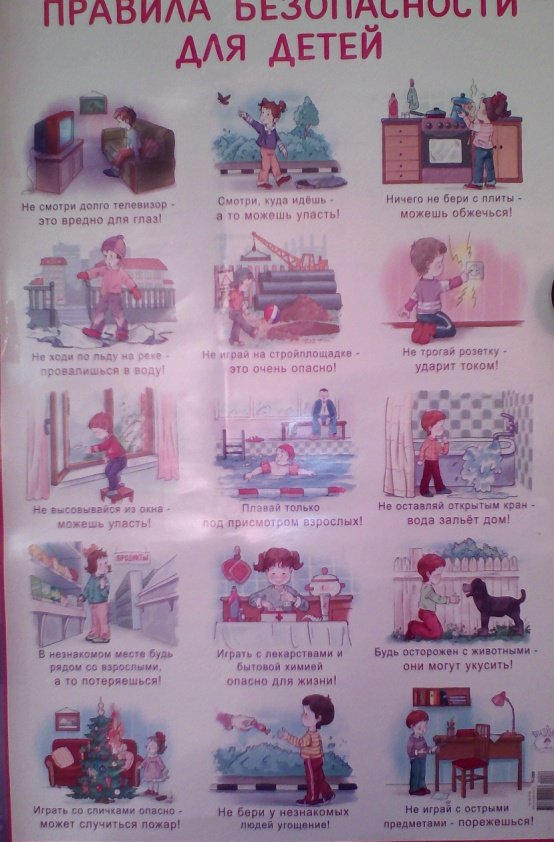 ПРАВИЛА БЕЗОПАСНОСТИ
ДЛЯ ДЕТЕЙ
Не смотри долго телевизор -
это вредно для глаз!
Смотри, куда идёшь -
а то можешь упасть!
Ничего не бери с плиты -
можешь обжечься!
Не ходи по льду на реке -
провалишься в воду!
Не играй на стройплощадке -
это очень опасно!
Не трогай розетку -
ударит током!
Не высовывайся из окна -
можешь упасть!
Плавай только
под присмотром взрослых!
Не оставляй открытым кран -
вода зальёт дом!
ПРОДУКТЫ
В незнакомом месте будь
рядом со взрослыми,
а то потеряешься!
Играть с лекарствами и
бытовой химией
опасно для жизни!
Будь осторожен с животными -
они могут укусить!
Играть со спичками опасно -
может случиться пожар!
Не бери у незнакомых
людей угощение!
Не играй с острыми
предметами - порежешься!